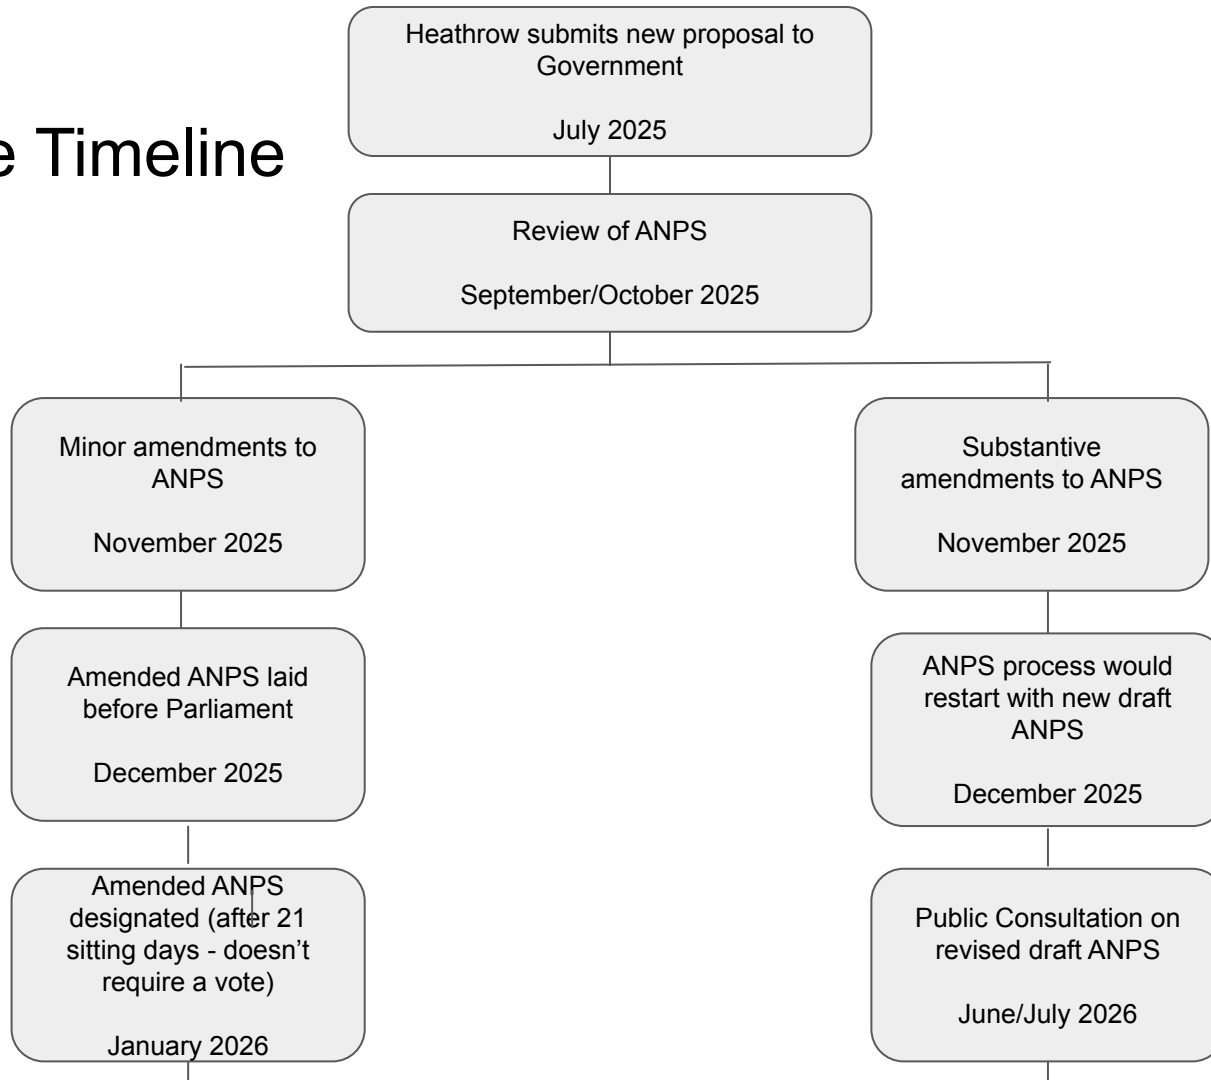 Heathrow submits new proposal to
Government
July 2025
e Timeline
Review of ANPS
September/October 2025
Minor amendments to
ANPS
November 2025
Substantive
amendments to ANPS
November 2025
Amended ANPS laid
before Parliament
December 2025
ANPS process would
restart with new draft
ANPS
December 2025
Amended ANPS
designated (after 21
sitting days - doesn’t
require a vote)
January 2026
Public Consultation on
revised draft ANPS
June/July 2026